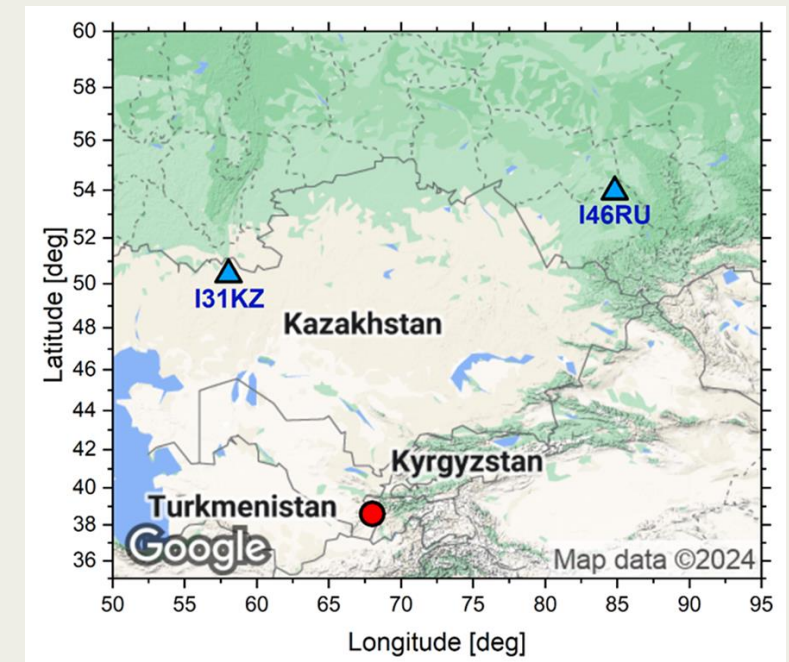 60
58
56
54
52
50
48
46
44
42
40
38
36
Latitude [deg]
I46RU
I31KZ
Kazakhstan
Kyrgyzstan
Turkmenistan
Google
Map data ©2024
50 55 60 65 70 75 80 85 90 95
Longitude [deg]